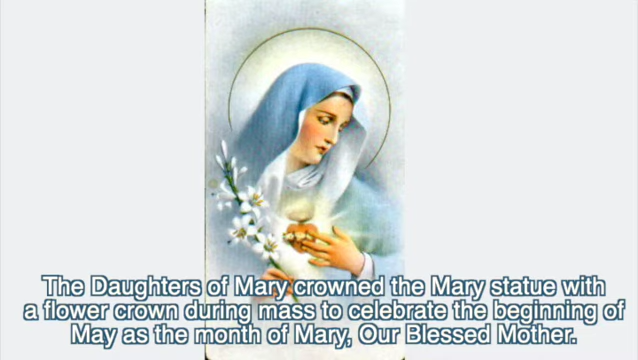 The Daughters of Mary crowned the Mary statue with
a flower crown during mass to celebrate the beginning of
May as the month of Mary, Our Blessed Mother.